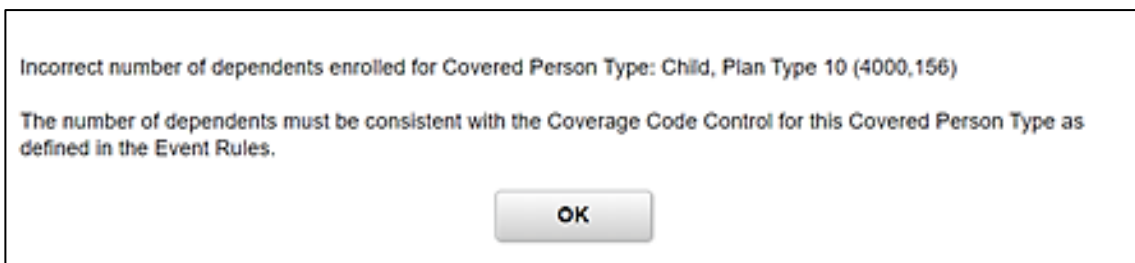 Incorrect number of dependents enrolled for Covered Person Type: Child, Plan Type 10 (4000,156)
The number of dependents must be consistent with the Coverage Code Control for this Covered Person Type as
defined in the Event Rules.
OK